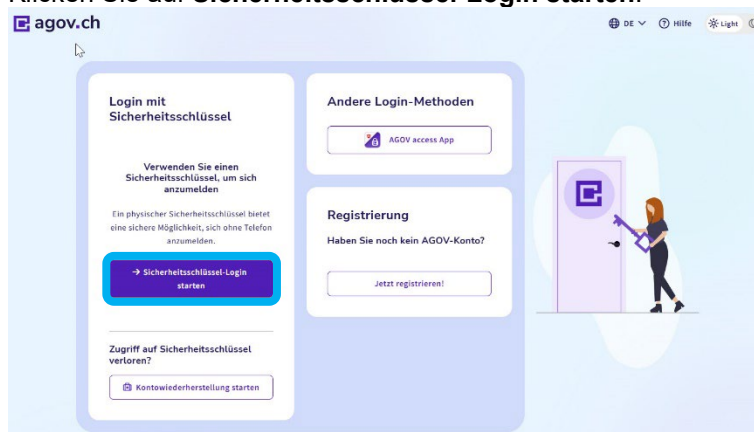 Klicken Sie auf Sicherheitsschlüssel-Login starten.
agov.ch
DE
Hilfe
Light
Login mit
Sicherheitsschlüssel
Verwenden Sie einen
Sicherheitsschlüssel, um sich
anzumelden
Ein physischer Sicherheitsschlüssel bietet
eine sichere Möglichkeit, sich ohne Telefon
anzumelden.
→ Sicherheitsschlüssel-Login
starten
Zugriff auf Sicherheitsschlüssel
verloren?
Kontowiederherstellung starten
Andere Login-Methoden
AGOV access App
Registrierung
Haben Sie noch kein AGOV-Konto?
Jetzt registrieren!